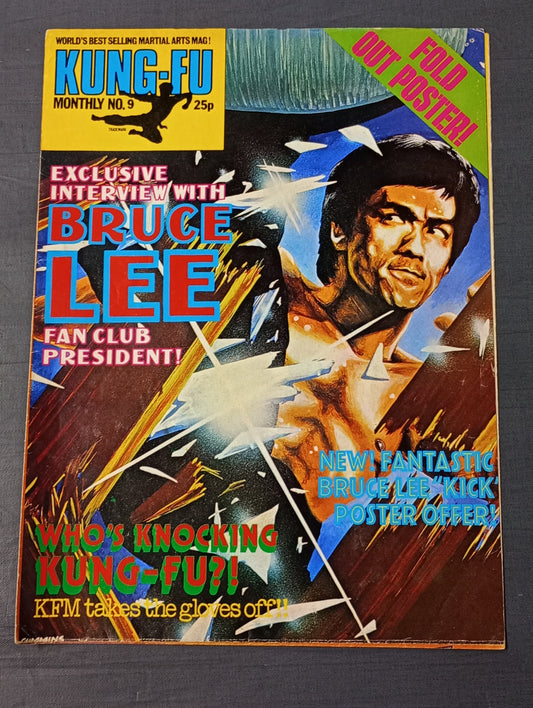 WORLD'S BEST SELLING MARTIAL ARTS MAG!
KUNG-FU
MONTHLY NO. 9
25p
TRADEMARK
FOLD
OUT POSTER!
EXCLUSIVE
INTERVIEW WITH
BRUCE
LEE
FAN CLUB
PRESIDENT!
NEW! FANTASTIC
BRUCE LEE "KICK'
POSTER OFFER!
WHO'S KNOCKING
KUNG-FU?!
KFM takes the gloves off!!
CUMMINS